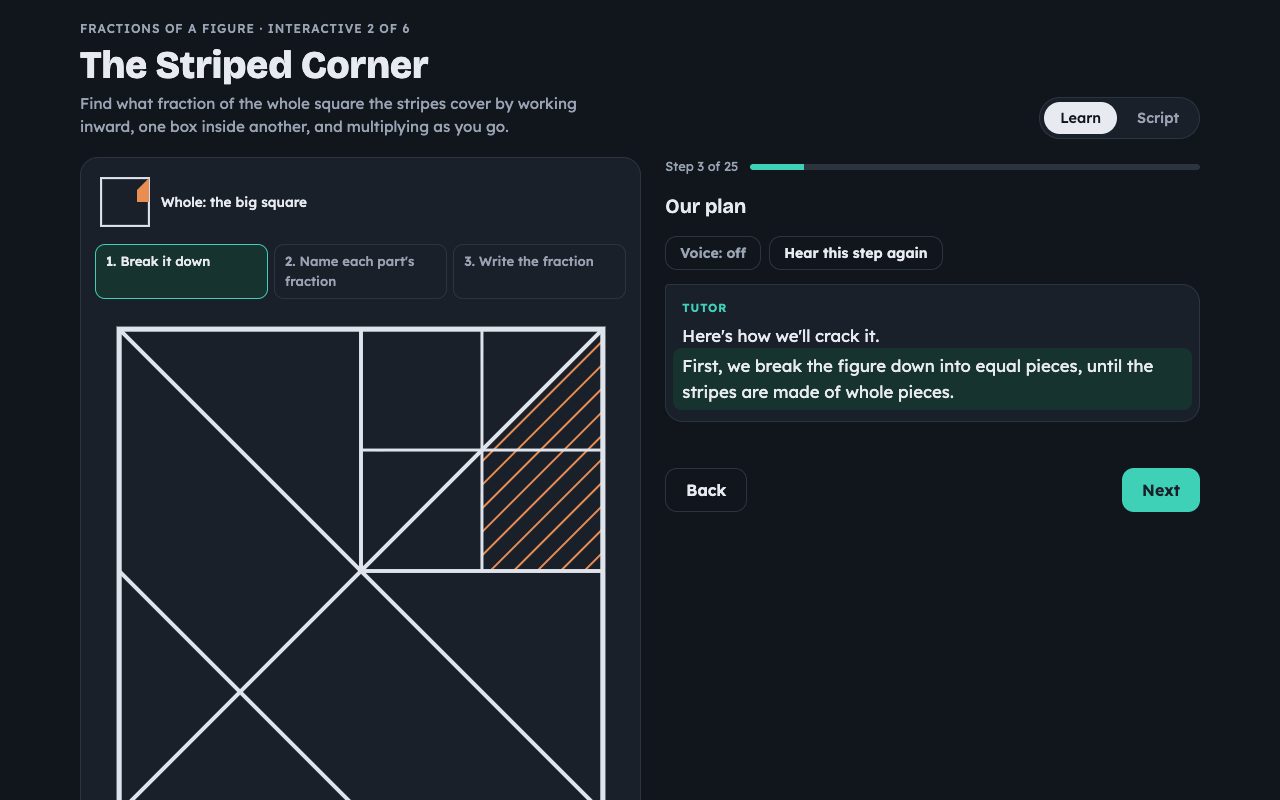 FRACTIONS OF A FIGURE · INTERACTIVE 2 OF 6
The Striped Corner
Find what fraction of the whole square the stripes cover by working
inward, one box inside another, and multiplying as you go.
Learn
Script
Whole: the big square
1. Break it down
2. Name each part's
fraction
3. Write the fraction
Step 3 of 25
Our plan
Voice: off
Hear this step again
TUTOR
Here's how we'll crack it.
First, we break the figure down into equal pieces, until the
stripes are made of whole pieces.
Back
Next